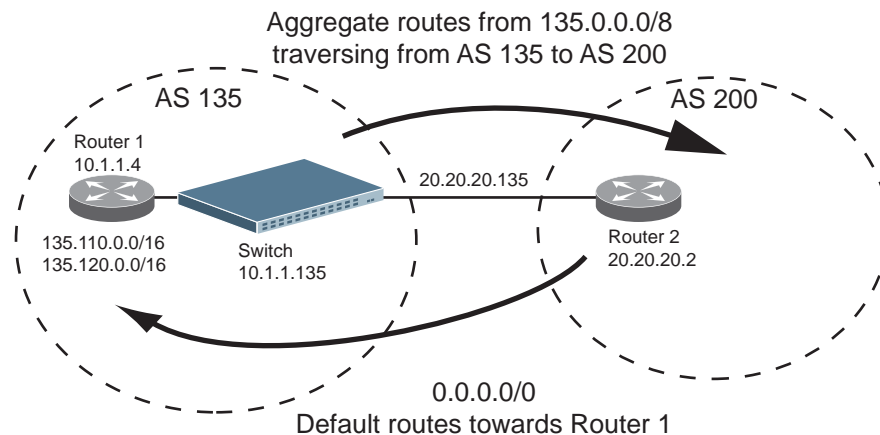 Aggregate routes from 135.0.0.0/8
traversing from AS 135 to AS 200
AS 135
AS 200
Router 1
10.1.1.4
20.20.20.135
135.110.0.0/16
135.120.0.0/16
Switch
10.1.1.135
Router 2
20.20.20.2
0.0.0.0/0
Default routes towards Router 1